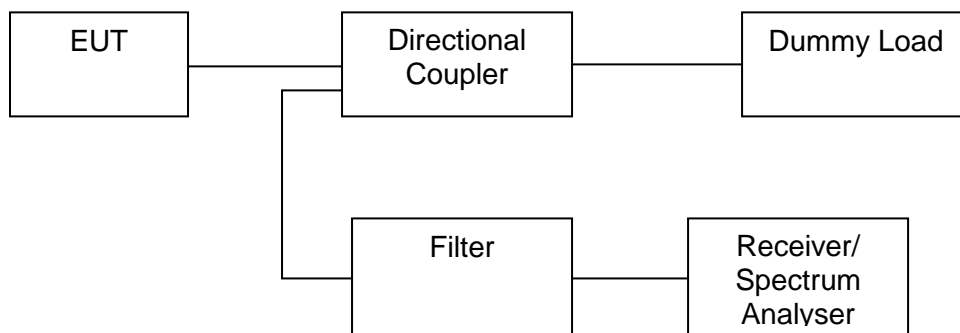 EUT
Directional
Coupler
Dummy Load
Filter
Receiver/
Spectrum
Analyser